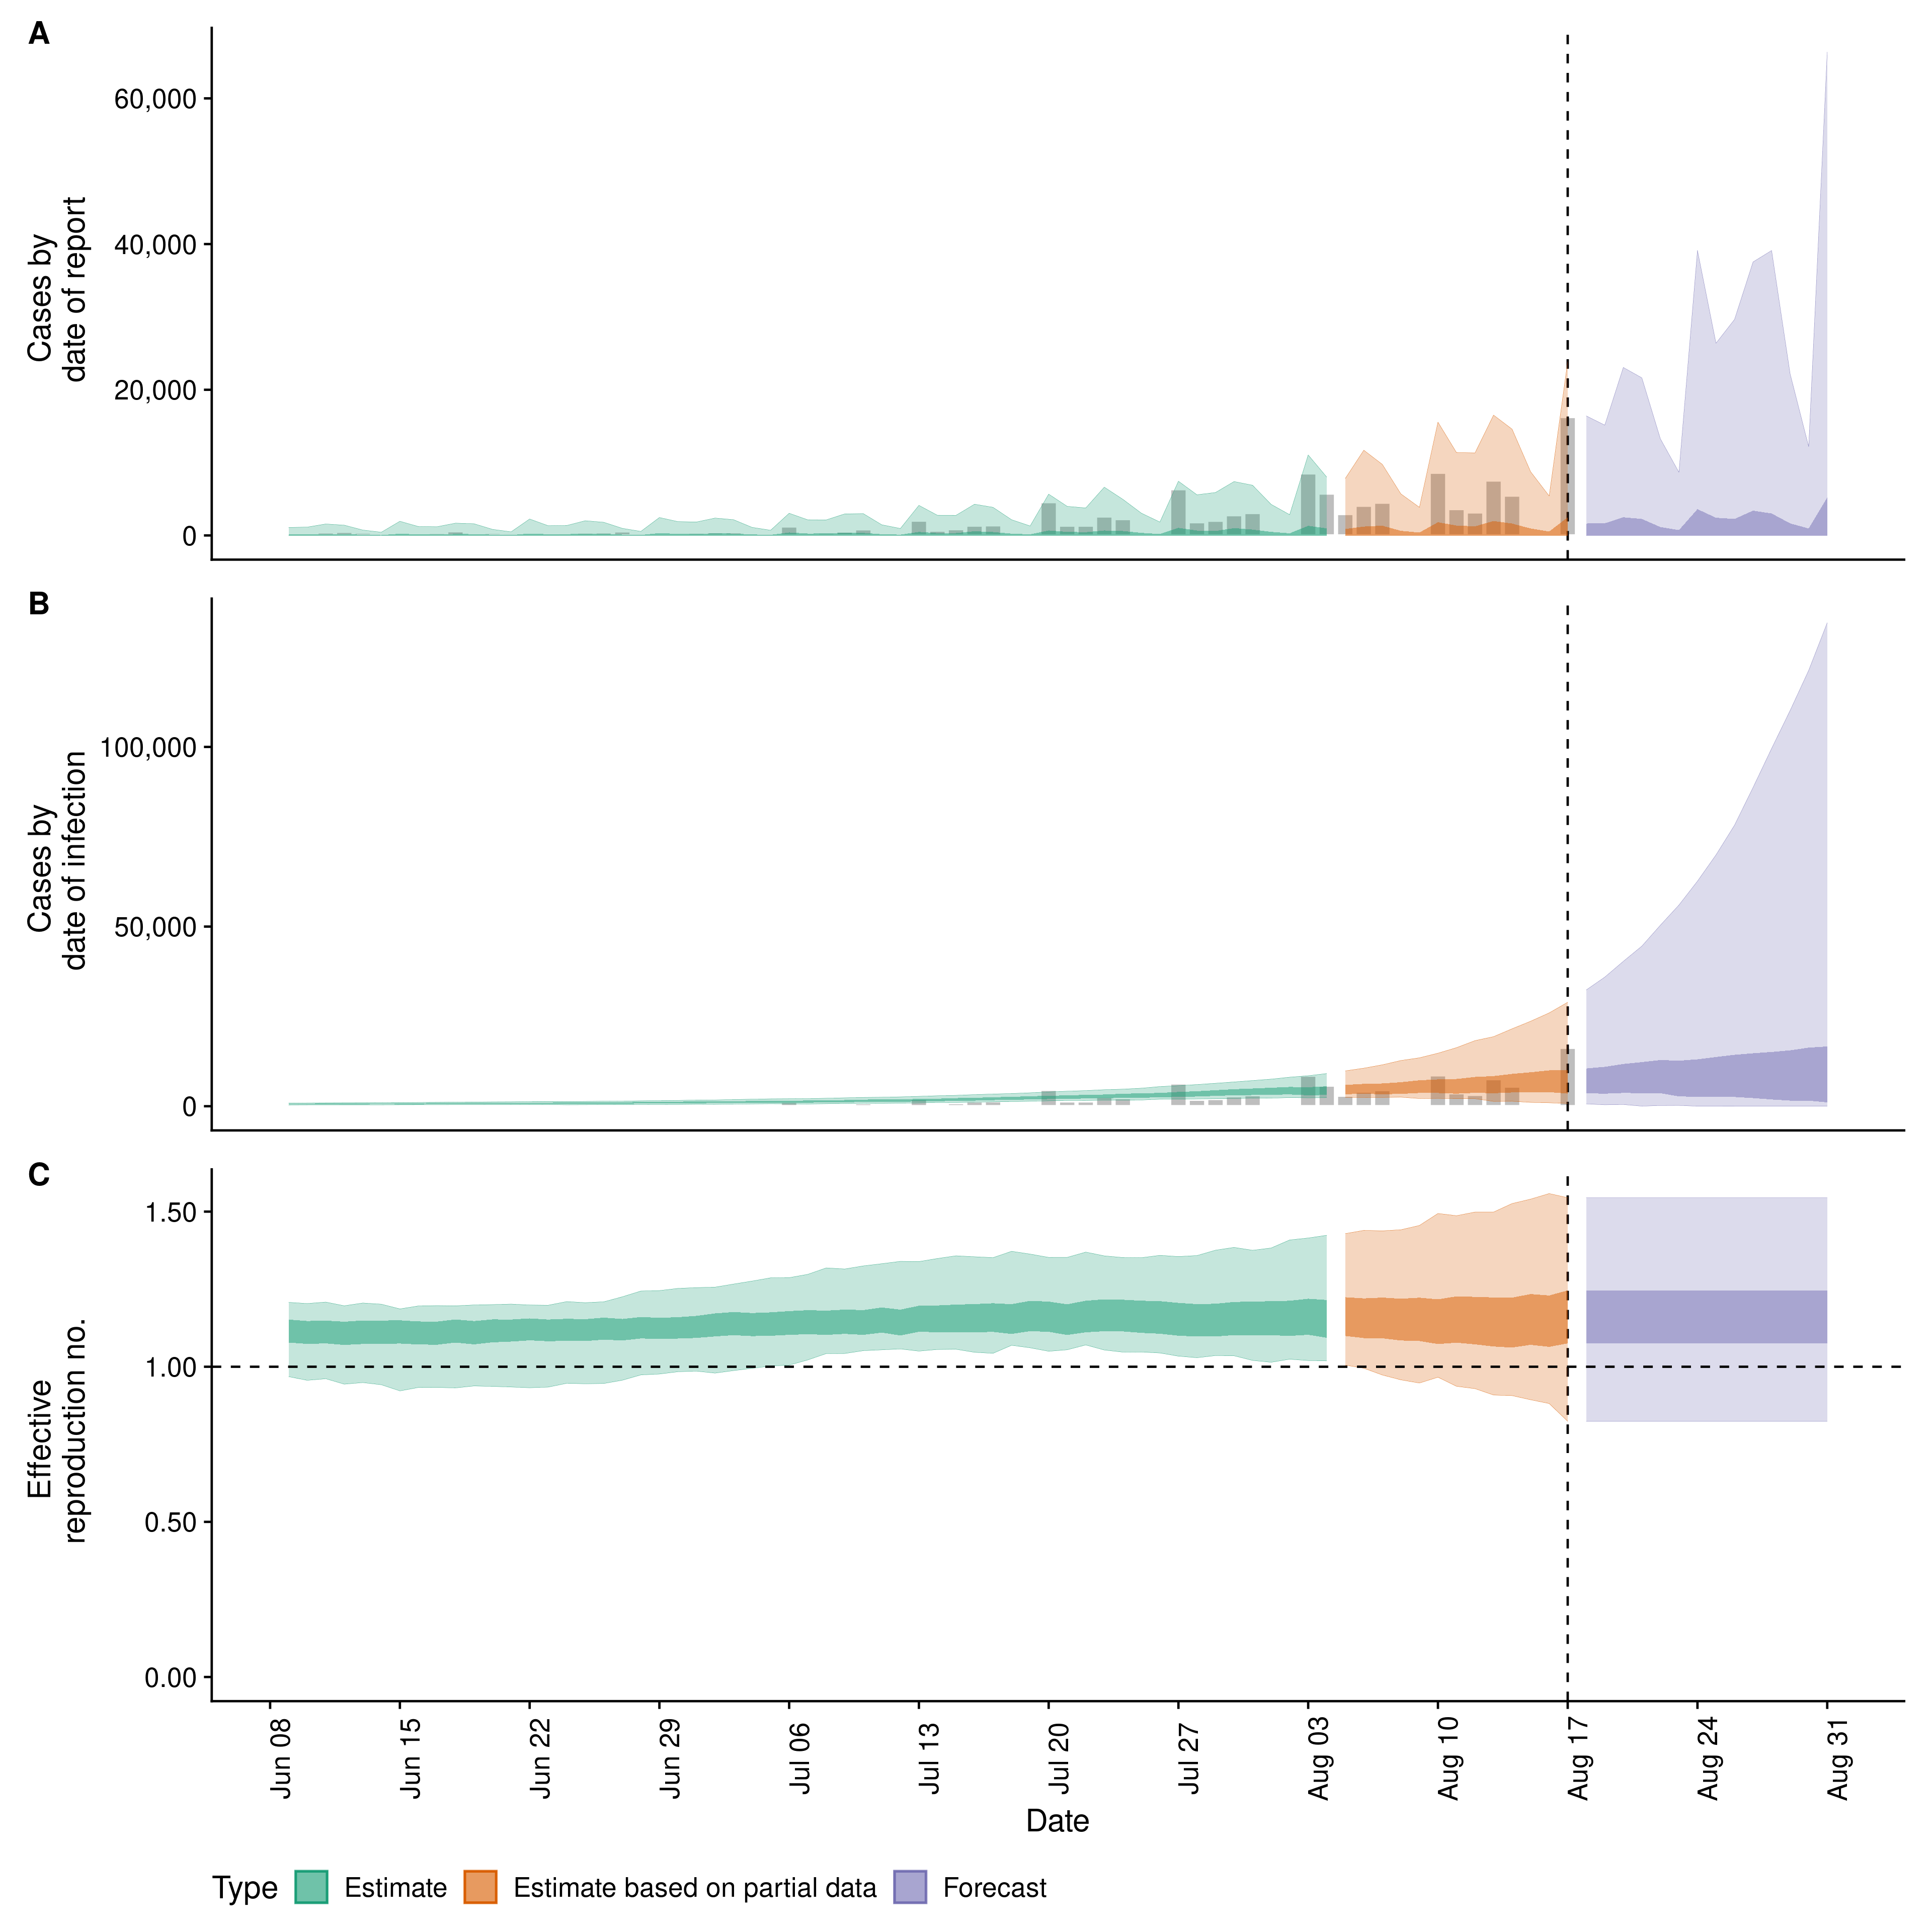 A
Cases by
date of report
60,000
40,000
20,000
0
B
Cases by
date of infection
100,000
50,000
0
C
Effective
reproduction no.
1.50
1.00
0.50
0.00
Jun 08
Jun 15
Jun 22
Jun 29
Jul 06
Jul 13
Jul 20
Jul 27
Aug 03
Aug 10
Aug 17
Aug 24
Aug 31
Date
Type Estimate Estimate based on partial data Forecast